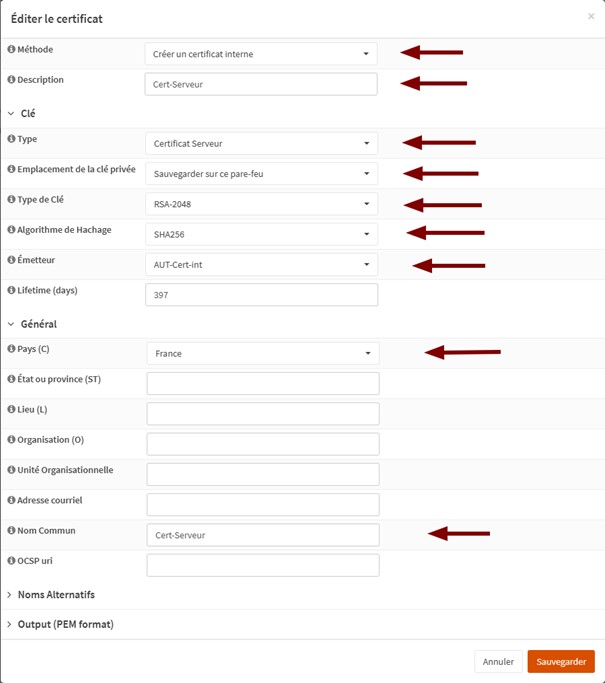 Éditer le certificat ×
Méthode Créer un certificat interne
Description Cert-Serveur
Clé
Type Certificat Serveur
Emplacement de la clé privée Sauvegarder sur ce pare-feu
Type de Clé RSA-2048
Algorithme de Hachage SHA256
Émetteur AUT-Cert-int
Lifetime (days) 397
Général
Pays (C) France
État ou province (ST)
Lieu (L)
Organisation (O)
Unité Organisationnelle
Adresse courriel
Nom Commun Cert-Serveur
OCSP uri
Noms Alternatifs
Output (PEM format)
Annuler Sauvegarder